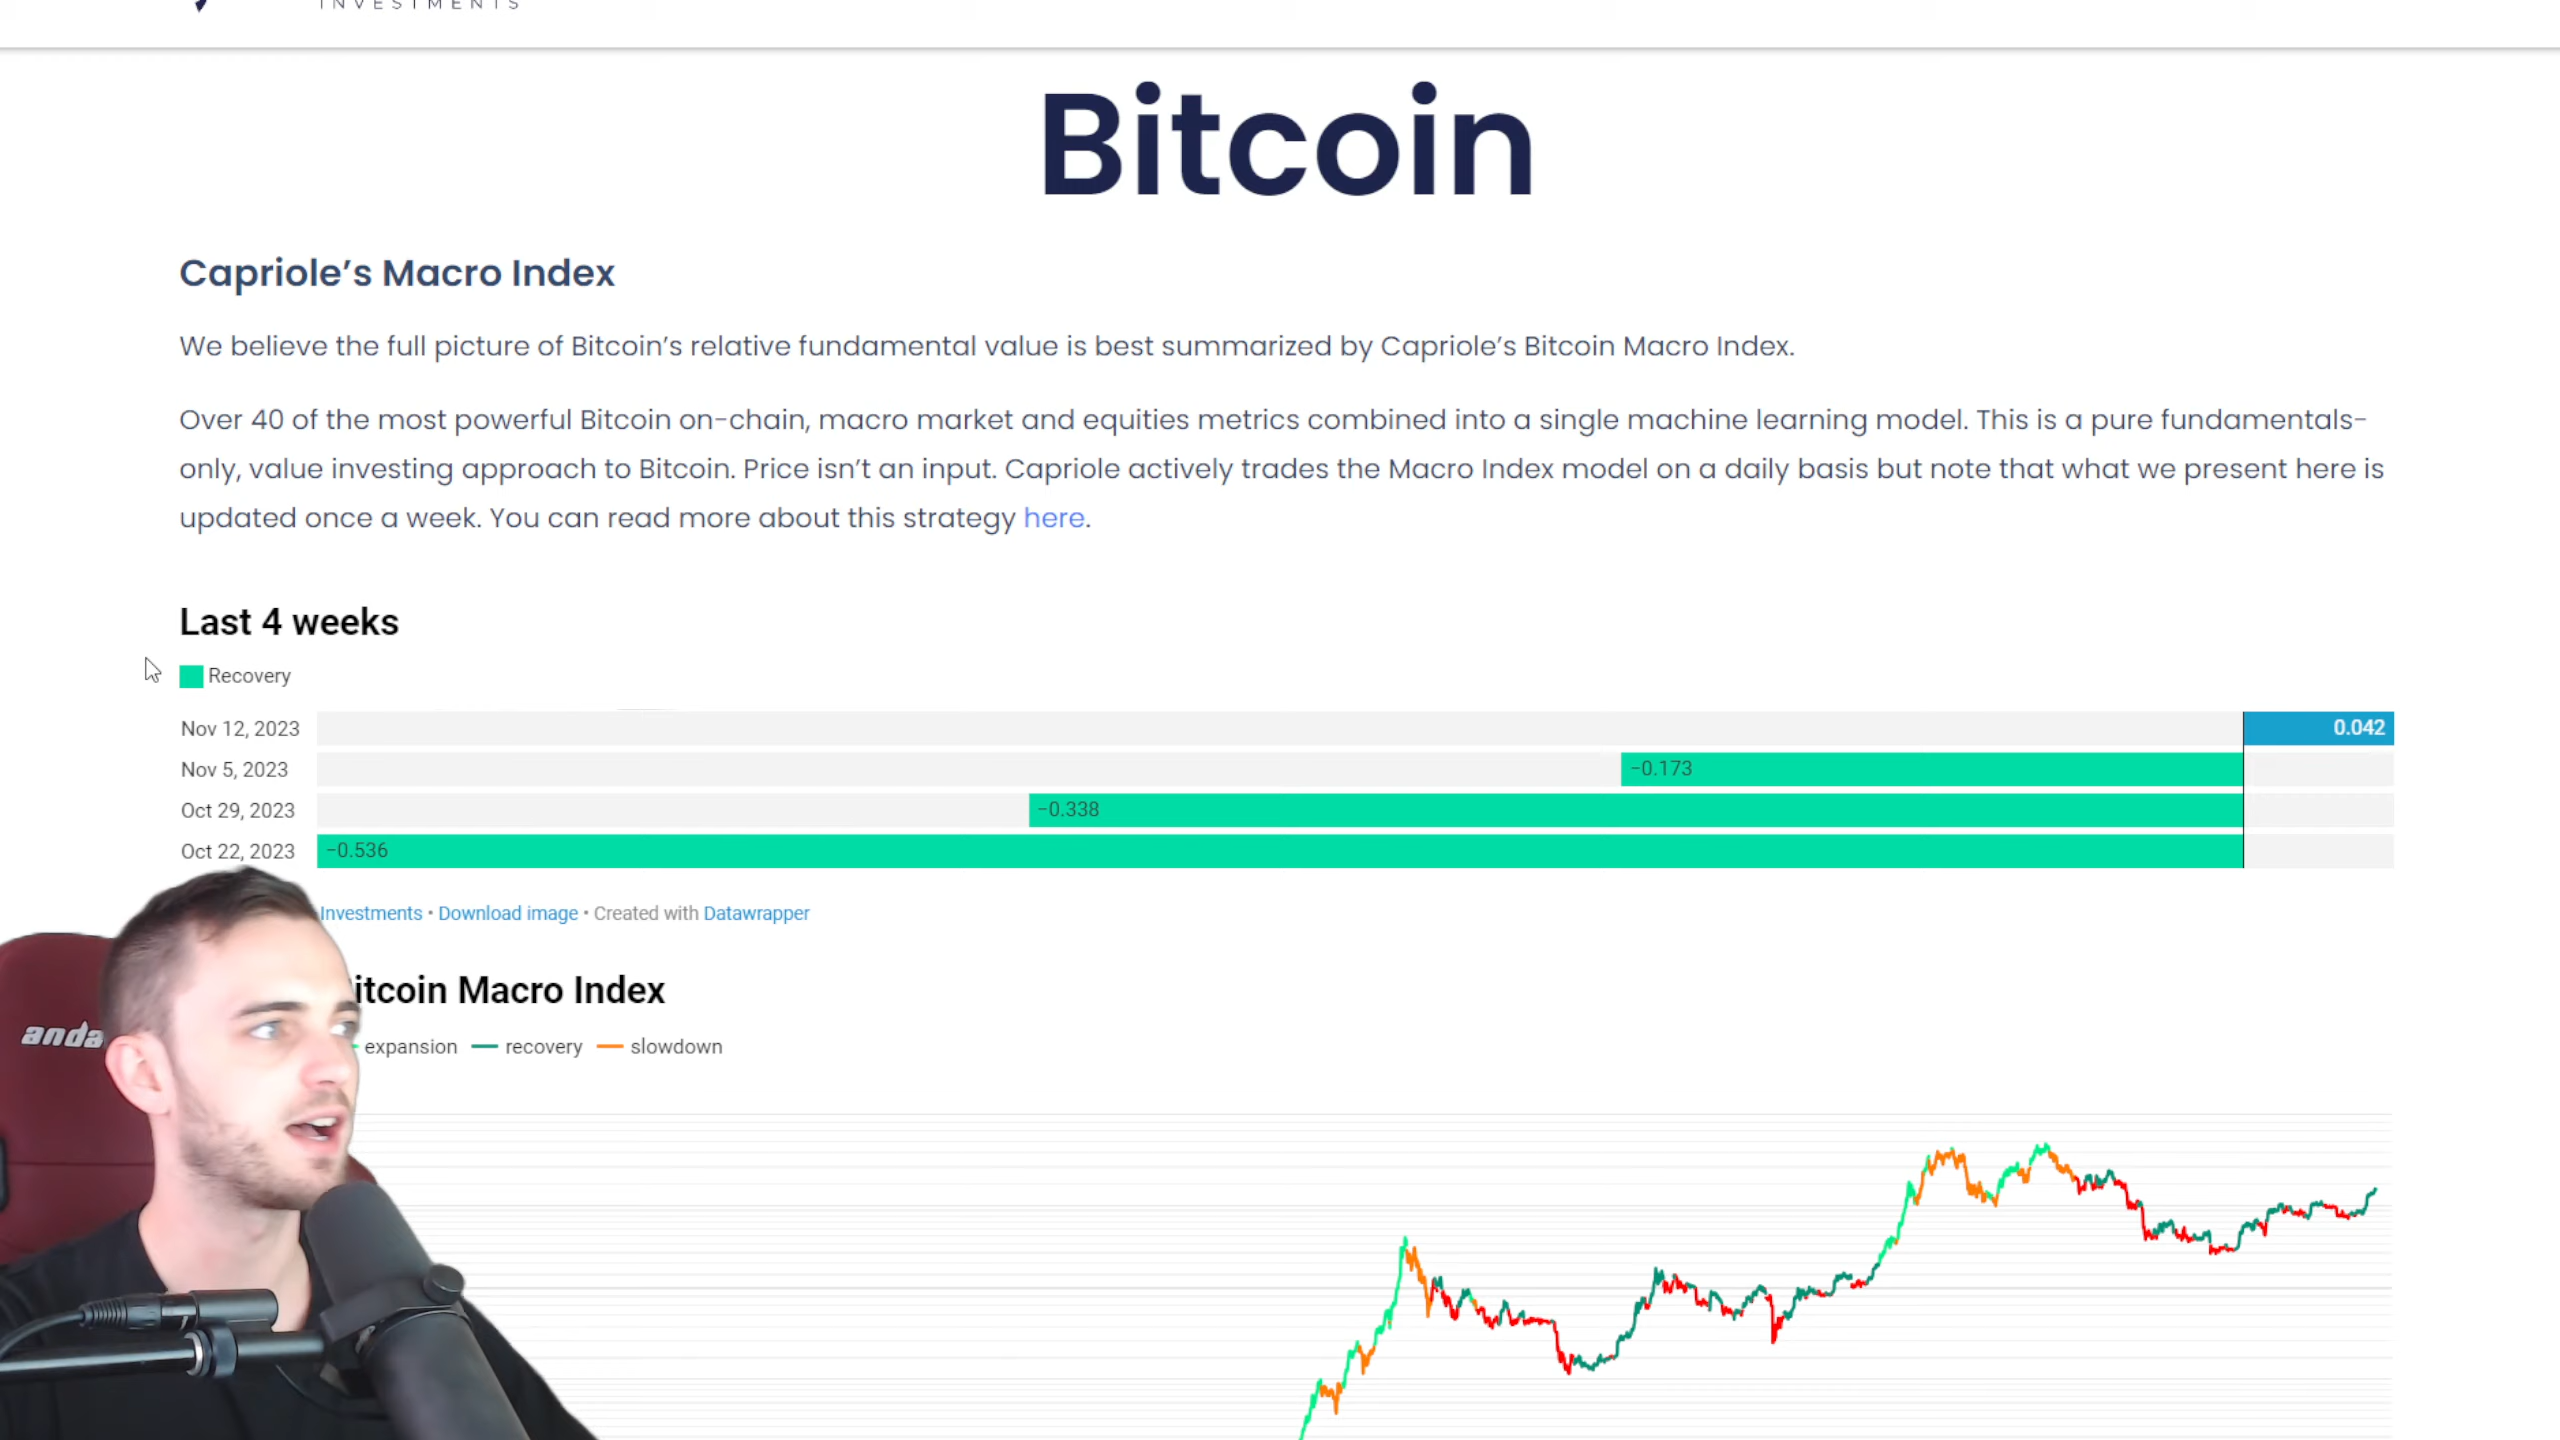 INVESTMENTS
Bitcoin
Capriole’s Macro Index
We believe the full picture of Bitcoin’s relative fundamental value is best summarized by Capriole’s Bitcoin Macro Index.
Over 40 of the most powerful Bitcoin on-chain, macro market and equities metrics combined into a single machine learning model. This is a pure fundamentals-
only, value investing approach to Bitcoin. Price isn’t an input. Capriole actively trades the Macro Index model on a daily basis but note that what we present here is
updated once a week. You can read more about this strategy here.
Last 4 weeks
Recovery
Nov 12, 2023 0.042
Nov 5, 2023 −0.173
Oct 29, 2023 −0.338
Oct 22, 2023 −0.536
Investments • Download image • Created with Datawrapper
itcoin Macro Index
expansion recovery slowdown
anda